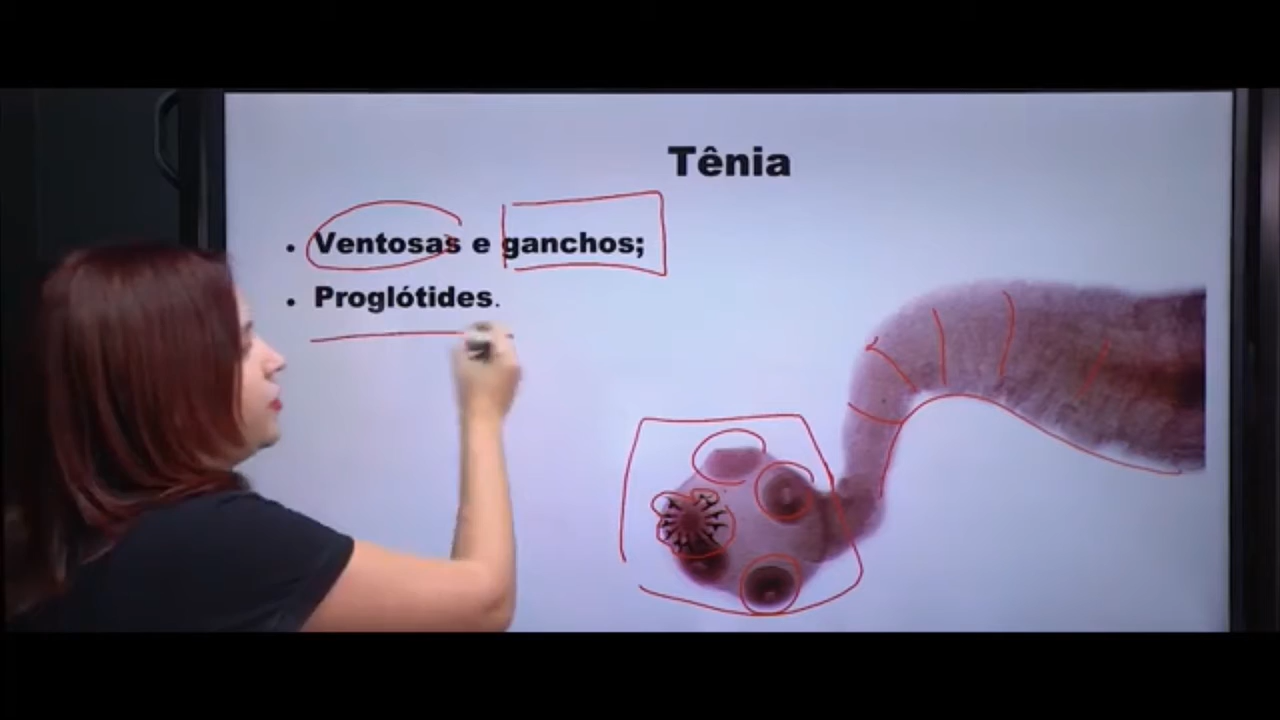 Tênia
• Ventosas e ganchos;
• Proglótides.